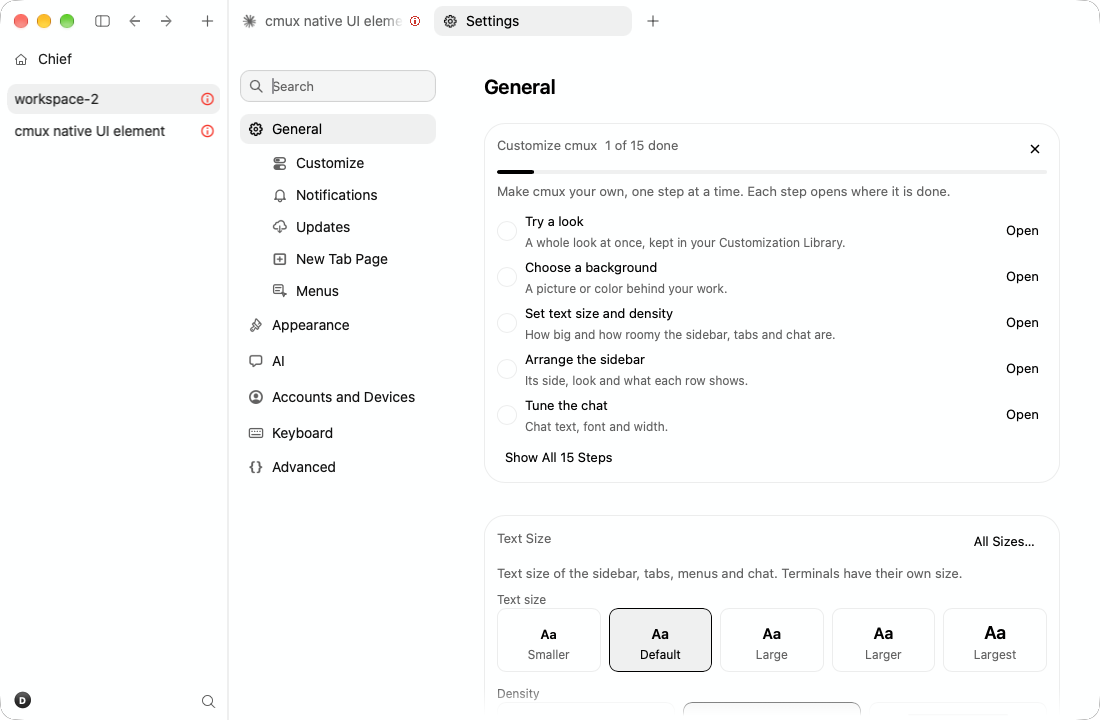 cmux native UI eleme
Settings
Chief
workspace-2
cmux native UI element
D
Search
General
Customize
Notifications
Updates
New Tab Page
Menus
Appearance
AI
Accounts and Devices
Keyboard
Advanced
General
Customize cmux 1 of 15 done
Make cmux your own, one step at a time. Each step opens where it is done.
Try a look
A whole look at once, kept in your Customization Library.
Open
Choose a background
A picture or color behind your work.
Open
Set text size and density
How big and how roomy the sidebar, tabs and chat are.
Open
Arrange the sidebar
Its side, look and what each row shows.
Open
Tune the chat
Chat text, font and width.
Open
Show All 15 Steps
Text Size
All Sizes...
Text size of the sidebar, tabs, menus and chat. Terminals have their own size.
Text size
Aa Aa Aa Aa Aa
Smaller Default Large Larger Largest
Density